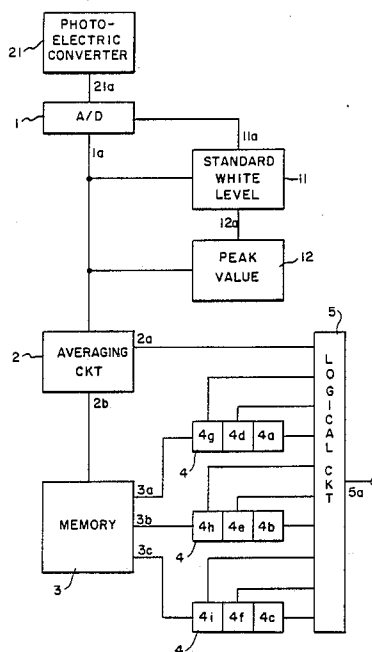 PHOTO-
ELECTRIC
CONVERTER
21
21a
A/D
1
1a
11a
STANDARD
WHITE
LEVEL
11
12a
PEAK
VALUE
12
5
2
AVERAGING
CKT
2a
2b
LOGICAL CKT
4g 4d 4a
4
3a
5a
MEMORY
3
3b
4h 4e 4b
4
3c
4i 4f 4c
4